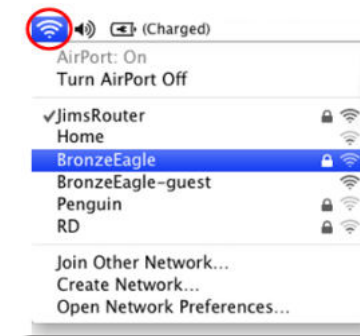 (Charged)
AirPort: On
Turn AirPort Off
✓JimsRouter
Home
BronzeEagle
BronzeEagle-guest
Penguin
RD
Join Other Network...
Create Network...
Open Network Preferences...